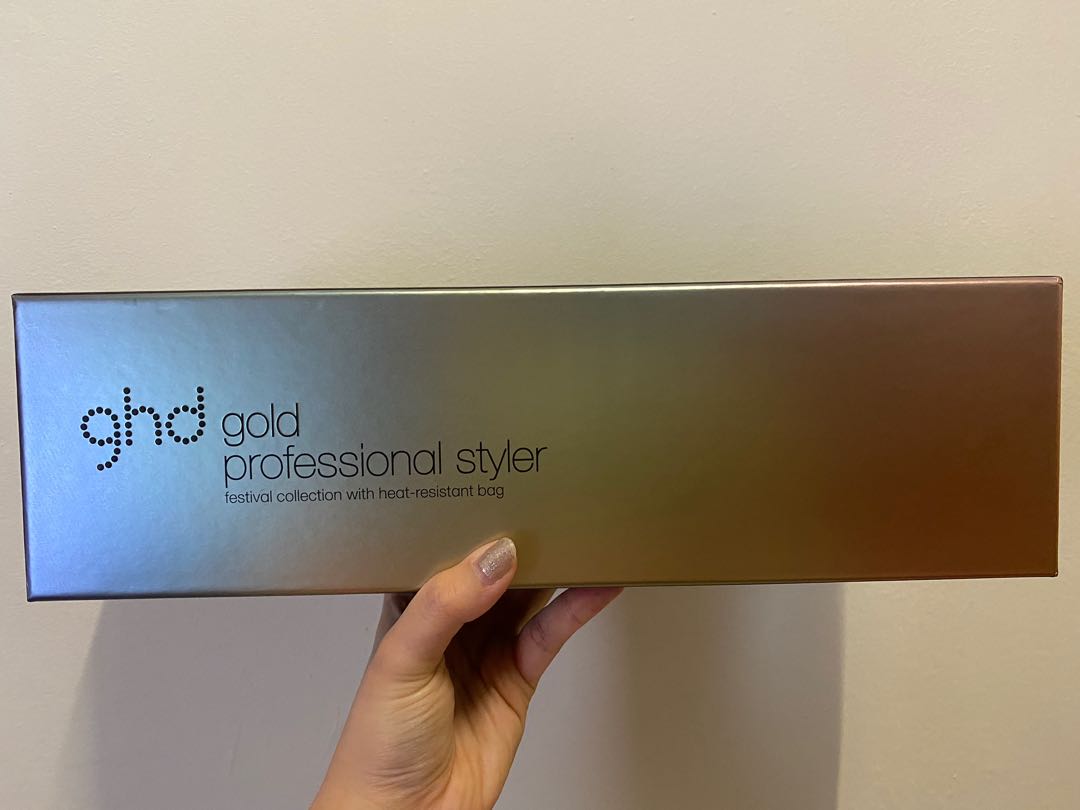 ghd gold
professional styler
festival collection with heat-resistant bag